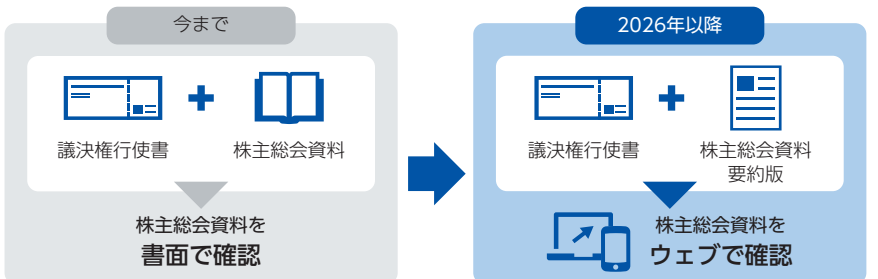 今まで
議決権行使書
株主総会資料
株主総会資料を
書面で確認
2026年以降
議決権行使書
株主総会資料
要約版
株主総会資料を
ウェブで確認